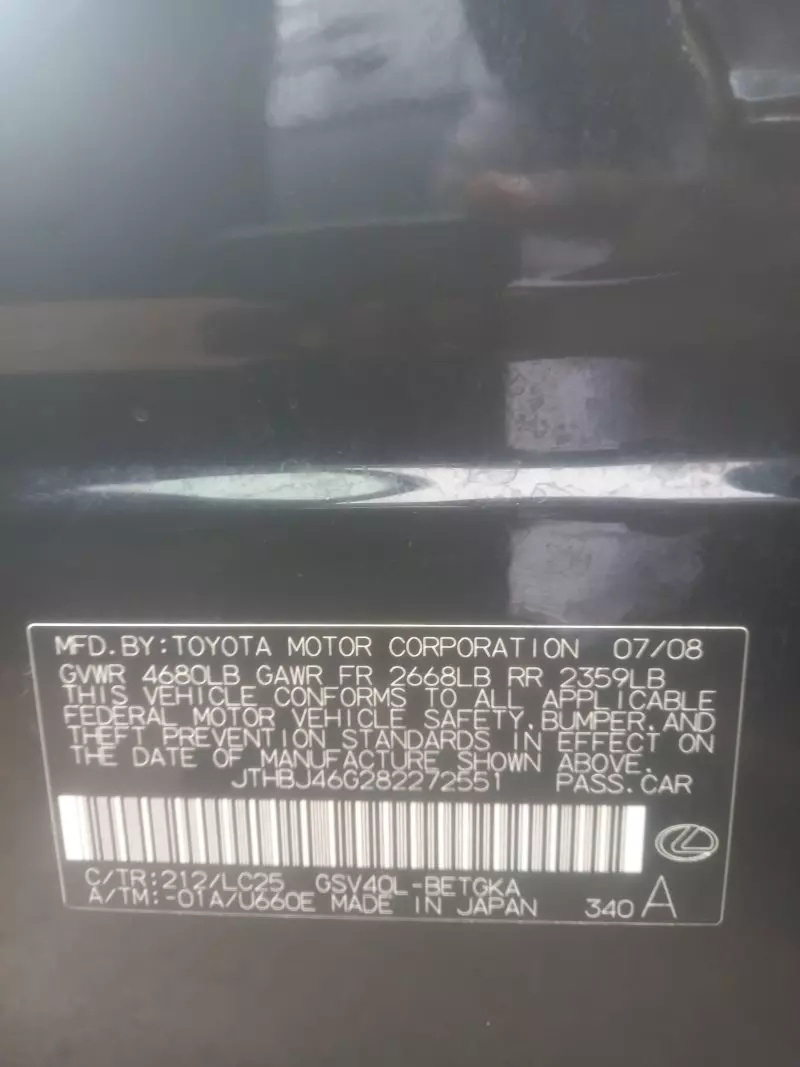 MFD.BY:TOYOTA MOTOR CORPORATION 07/08
GVWR 4680LB GAWR FR 2668LB RR 2359LB
THIS VEHICLE CONFORMS TO ALL APPLICABLE
FEDERAL MOTOR VEHICLE SAFETY,BUMPER,AND
THEFT PREVENTION STANDARDS IN EFFECT ON
THE DATE OF MANUFACTURE SHOWN ABOVE.
JTHBJ46G282272551 PASS.CAR
C/TR:212/LC25 GSV40L-BETGKA
A/TM:-01A/U660E MADE IN JAPAN 340 A